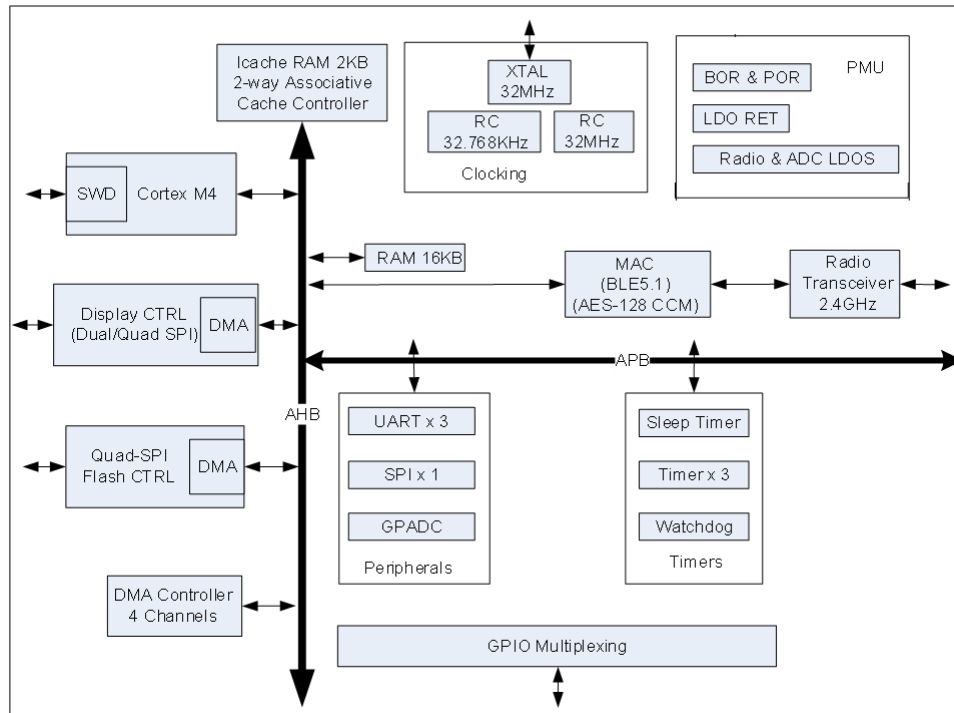 Icache RAM 2KB
2-way Associative
Cache Controller
XTAL
32MHz
RC
32.768KHz
RC
32MHz
Clocking
PMU
BOR & POR
LDO RET
Radio & ADC LDOS
SWD
Cortex M4
RAM 16KB
MAC
(BLE5.1)
(AES-128 CCM)
Radio
Transceiver
2.4GHz
Display CTRL
(Dual/Quad SPI)
DMA
APB
AHB
UART x 3
SPI x 1
GPADC
Peripherals
Sleep Timer
Timer x 3
Watchdog
Timers
Quad-SPI
Flash CTRL
DMA
DMA Controller
4 Channels
GPIO Multiplexing